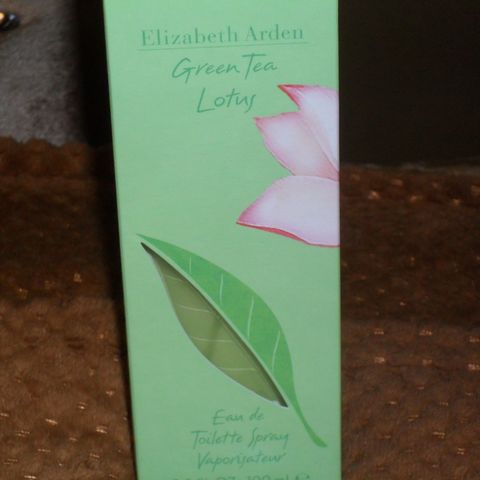 Elizabeth Arden
Green Tea
Lotus
Eau de
Toilette Spray
Vaporisateur